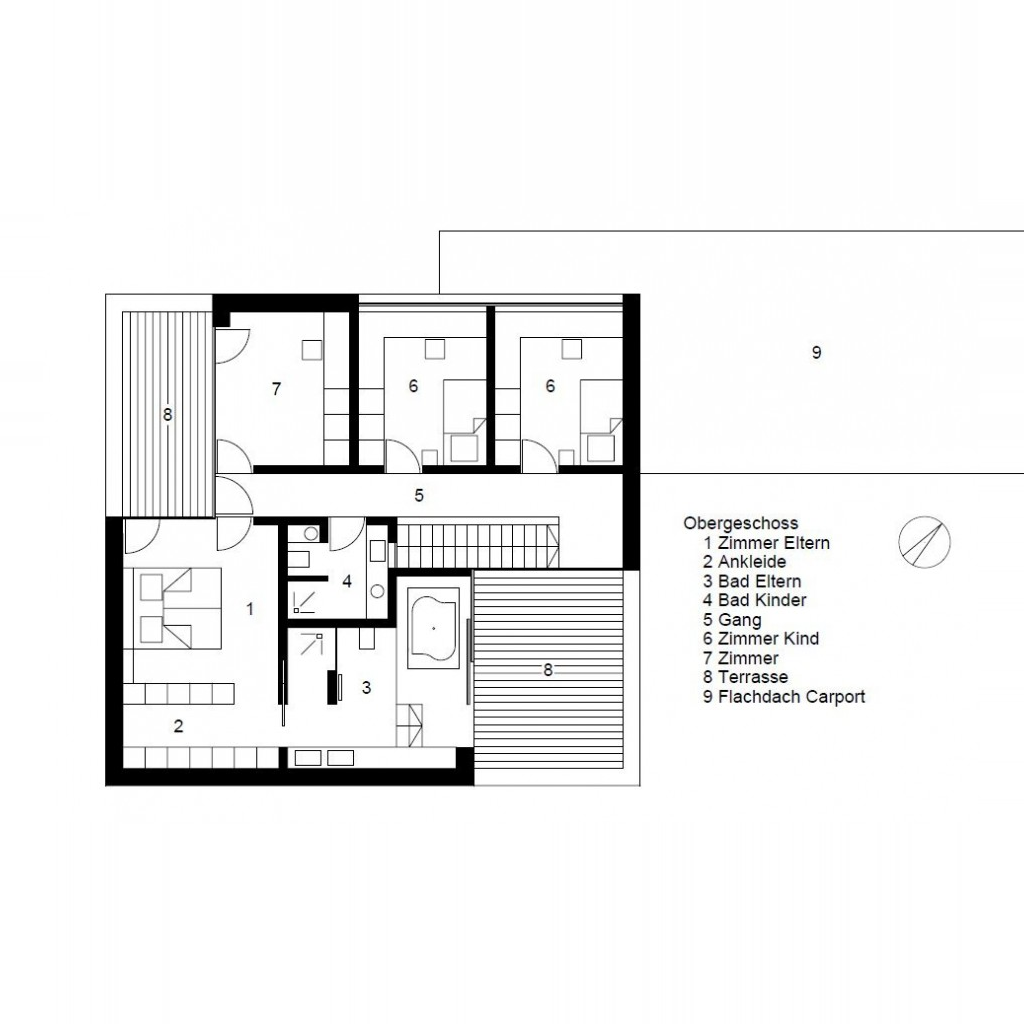 9
7
6
6
8
5
Obergeschoss
1 Zimmer Eltern
2 Ankleide
3 Bad Eltern
4 Bad Kinder
5 Gang
6 Zimmer Kind
7 Zimmer
8 Terrasse
9 Flachdach Carport
4
1
8
3
2